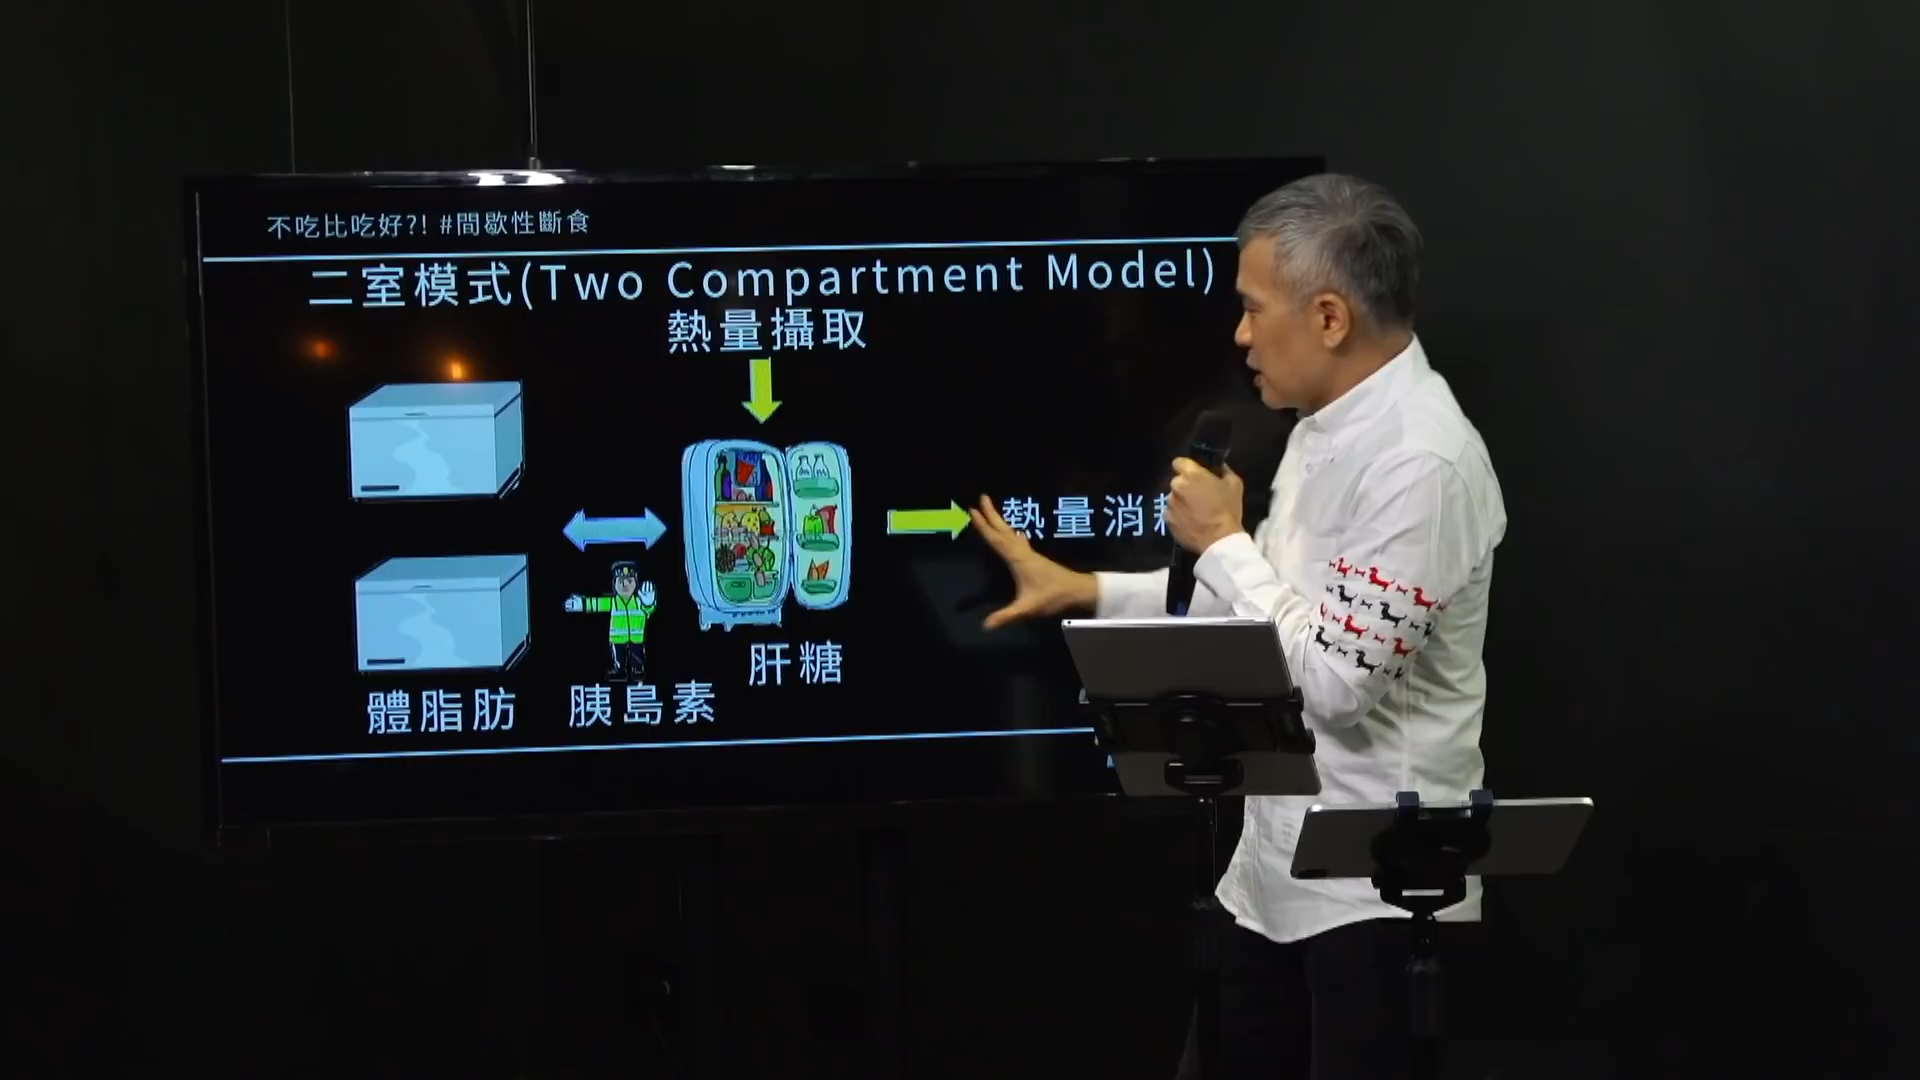 不吃比吃好?! #間歇性斷食
二室模式(Two Compartment Model)
熱量攝取
熱量消
肝糖
體脂肪 胰島素